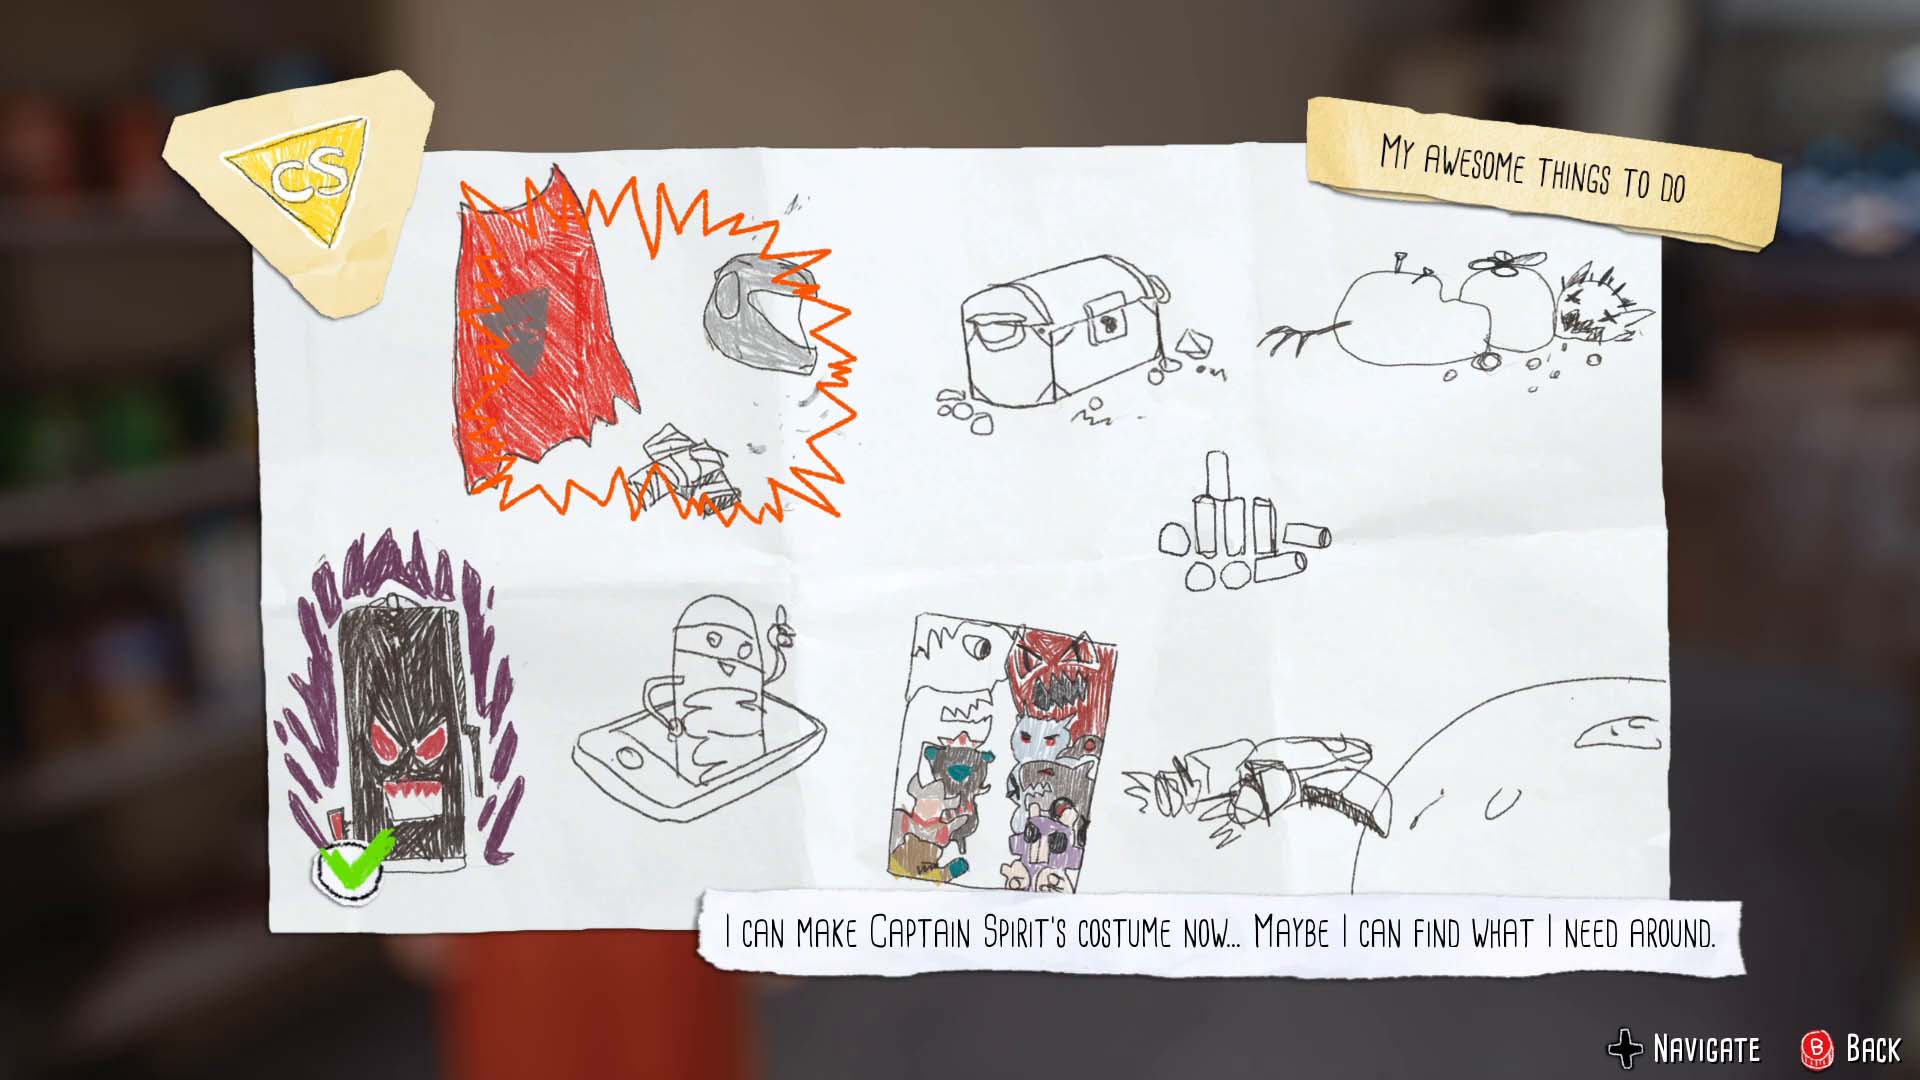 CS
MY AWESOME THINGS TO DO
CS
I CAN MAKE CAPTAIN SPIRIT'S COSTUME NOW... MAYBE I CAN FIND WHAT I NEED AROUND.
NAVIGATE
B BACK